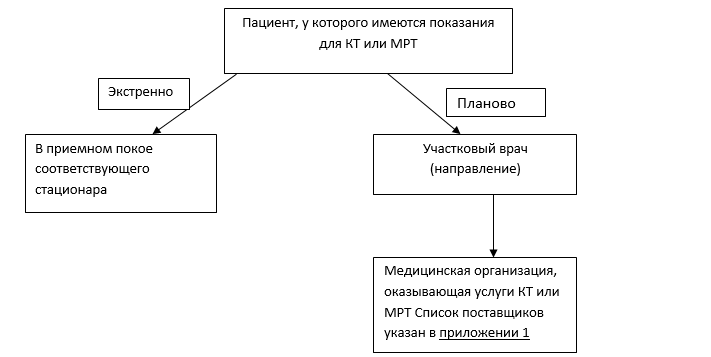 Пациент, у которого имеются показания
для КТ или МРТ
Экстренно
Планово
В приемном покое
соответствующего
стационара
Участковый врач
(направление)
Медицинская организация,
оказывающая услуги КТ или
МРТ Список поставщиков
указан в приложении 1